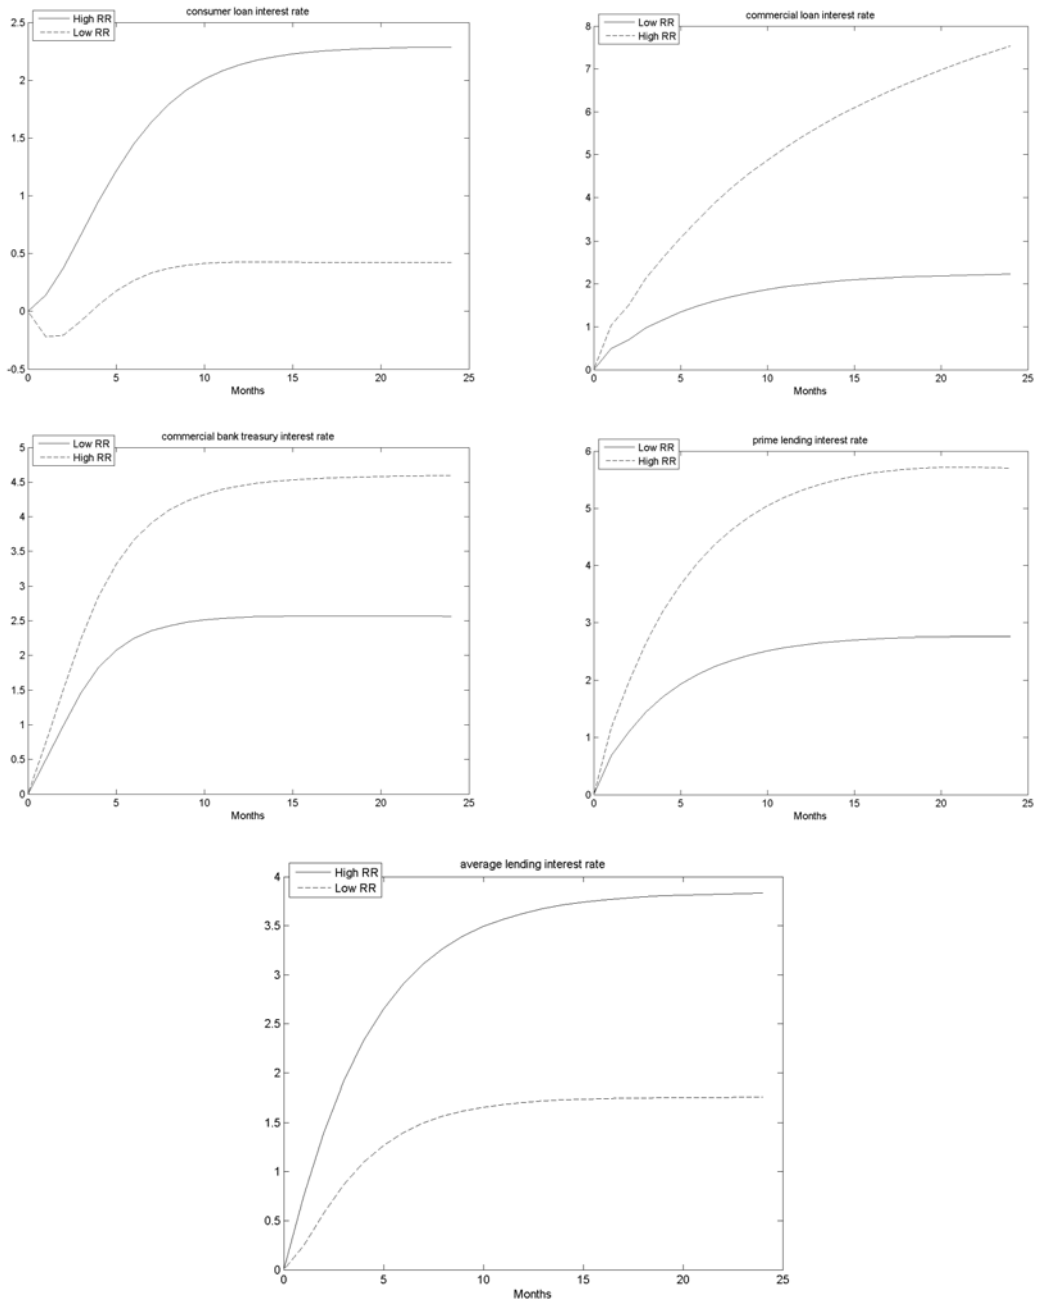 consumer loan interest rate
High RR
Low RR
2.5
2
1.5
1
0.5
0
-0.5
0 5 10 15 20 25
Months
commercial loan interest rate
Low RR
High RR
8
7
6
5
4
3
2
1
0
0 5 10 15 20 25
Months
commercial bank treasury interest rate
Low RR
High RR
5
4.5
4
3.5
3
2.5
2
1.5
1
0.5
0
0 5 10 15 20 25
Months
prime lending interest rate
Low RR
High RR
6
5
4
3
2
1
0
0 5 10 15 20 25
Months
average lending interest rate
High RR
Low RR
4
3.5
3
2.5
2
1.5
1
0.5
0
0 5 10 15 20 25
Months